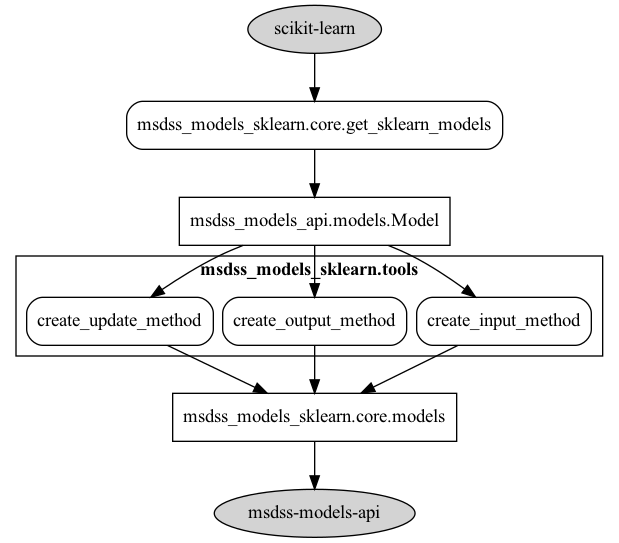 scikit-learn
msdss_models_sklearn.core.get_sklearn_models
msdss_models_api.models.Model
msdss_models_sklearn.tools
create_update_method
create_output_method
create_input_method
msdss_models_sklearn.core.models
msdss-models-api